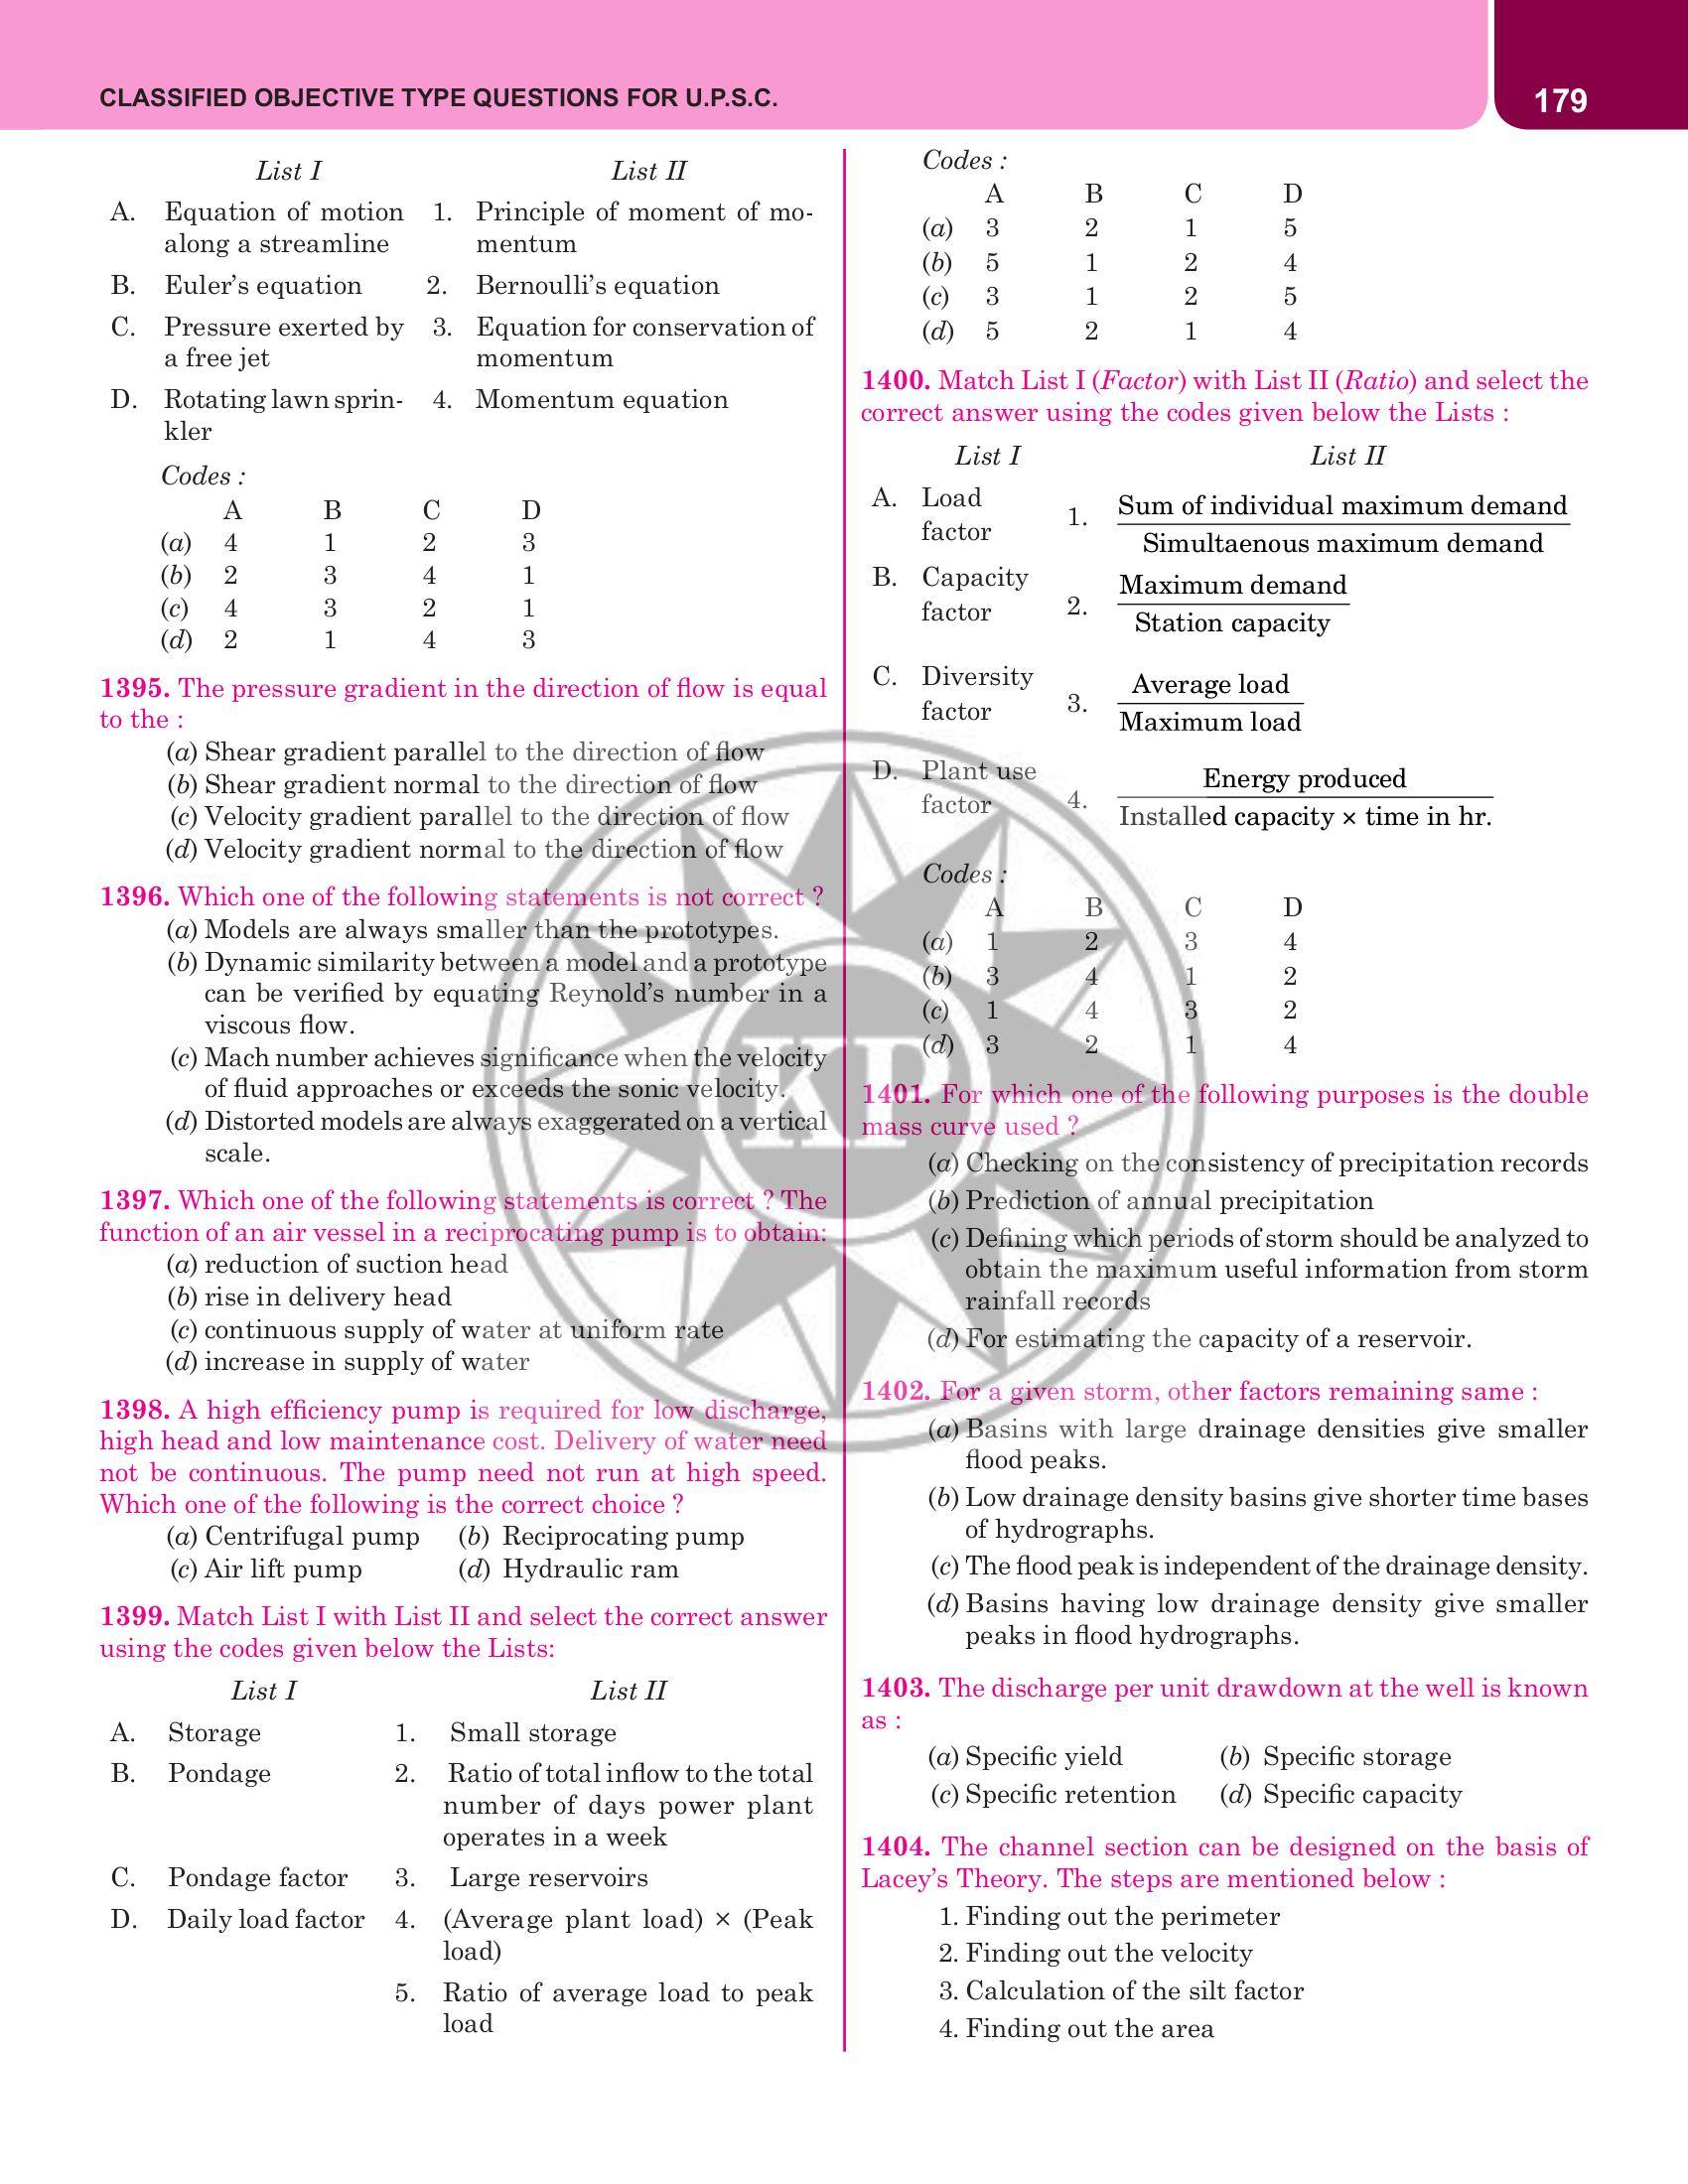 CLASSIFIED OBJECTIVE TYPE QUESTIONS FOR U.P.S.C.
179
List I List II
A. Equation of motion 1. Principle of moment of mo-
along a streamline mentum
B. Euler's equation 2. Bernoulli's equation
C. Pressure exerted by 3. Equation for conservation of
a free jet momentum
D. Rotating lawn sprin- 4. Momentum equation
kler
Codes :
A B C D
(a) 4 1 2 3
(b) 2 3 4 1
(c) 4 3 2 1
(d) 2 1 4 3
1395. The pressure gradient in the direction of flow is equal
to the :
(a) Shear gradient parallel to the direction of flow
(b) Shear gradient normal to the direction of flow
(c) Velocity gradient parallel to the direction of flow
(d) Velocity gradient normal to the direction of flow
1396. Which one of the following statements is not correct ?
(a) Models are always smaller than the prototypes.
(b) Dynamic similarity between a model and a prototype
can be verified by equating Reynold's number in a
viscous flow.
(c) Mach number achieves significance when the velocity
of fluid approaches or exceeds the sonic velocity.
(d) Distorted models are always exaggerated on a vertical
scale.
1397. Which one of the following statements is correct ? The
function of an air vessel in a reciprocating pump is to obtain:
(a) reduction of suction head
(b) rise in delivery head
(c) continuous supply of water at uniform rate
(d) increase in supply of water
1398. A high efficiency pump is required for low discharge,
high head and low maintenance cost. Delivery of water need
not be continuous. The pump need not run at high speed.
Which one of the following is the correct choice ?
(a) Centrifugal pump (b) Reciprocating pump
(c) Air lift pump (d) Hydraulic ram
1399. Match List I with List II and select the correct answer
using the codes given below the Lists:
List I List II
A. Storage 1. Small storage
B. Pondage 2. Ratio of total inflow to the total
number of days power plant
operates in a week
C. Pondage factor 3. Large reservoirs
D. Daily load factor 4. (Average plant load) × (Peak
load)
5. Ratio of average load to peak
load
Codes :
A B C D
(a) 3 2 1 5
(b) 5 1 2 4
(c) 3 1 2 5
(d) 5 2 1 4
1400. Match List I (Factor) with List II (Ratio) and select the
correct answer using the codes given below the Lists :
List I List II
A. Load
factor
1. Sum of individual maximum demand
Simultaenous maximum demand
B. Capacity
factor
2. Maximum demand
Station capacity
C. Diversity
factor
3. Average load
Maximum load
D. Plant use
factor
4. Energy produced
Installed capacity × time in hr.
Codes :
A B C D
(a) 1 2 3 4
(b) 3 4 1 2
(c) 1 4 3 2
(d) 3 2 1 4
1401. For which one of the following purposes is the double
mass curve used ?
(a) Checking on the consistency of precipitation records
(b) Prediction of annual precipitation
(c) Defining which periods of storm should be analyzed to
obtain the maximum useful information from storm
rainfall records
(d) For estimating the capacity of a reservoir.
1402. For a given storm, other factors remaining same :
(a) Basins with large drainage densities give smaller
flood peaks.
(b) Low drainage density basins give shorter time bases
of hydrographs.
(c) The flood peak is independent of the drainage density.
(d) Basins having low drainage density give smaller
peaks in flood hydrographs.
1403. The discharge per unit drawdown at the well is known
as :
(a) Specific yield (b) Specific storage
(c) Specific retention (d) Specific capacity
1404. The channel section can be designed on the basis of
Lacey's Theory. The steps are mentioned below :
1. Finding out the perimeter
2. Finding out the velocity
3. Calculation of the silt factor
4. Finding out the area
KP